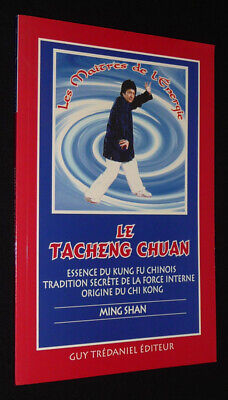 Les Maîtres de l'Énergie
LE
TACHENG CHUAN
ESSENCE DU KUNG FU CHINOIS
TRADITION SECRÈTE DE LA FORCE INTERNE
ORIGINE DU CHI KONG
MING SHAN
GUY TRÉDANIEL ÉDITEUR